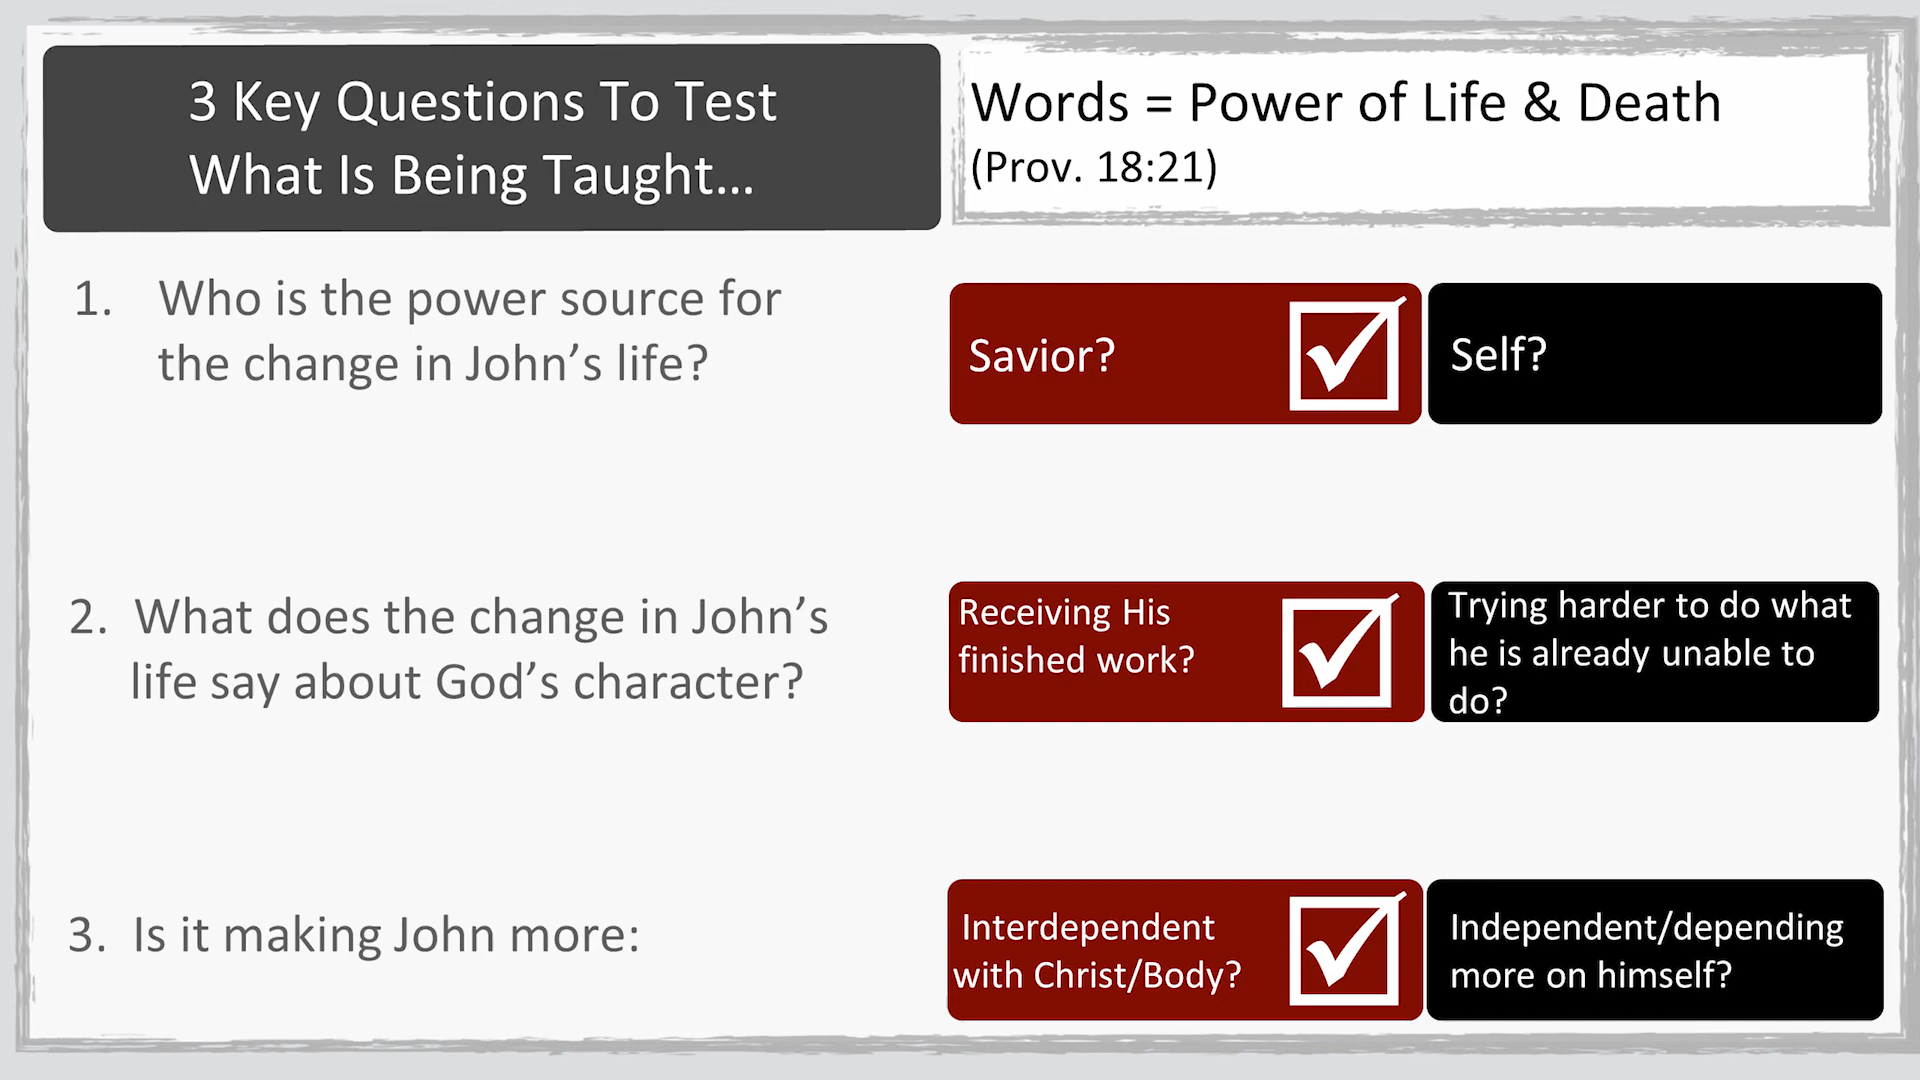 3 Key Questions To Test
What Is Being Taught...
Words = Power of Life & Death
(Prov. 18:21)
1. Who is the power source for
the change in John’s life?
Savior?
Self?
2. What does the change in John’s
life say about God’s character?
Receiving His
finished work?
Trying harder to do what
he is already unable to
do?
3. Is it making John more:
Interdependent
with Christ/Body?
Independent/depending
more on himself?